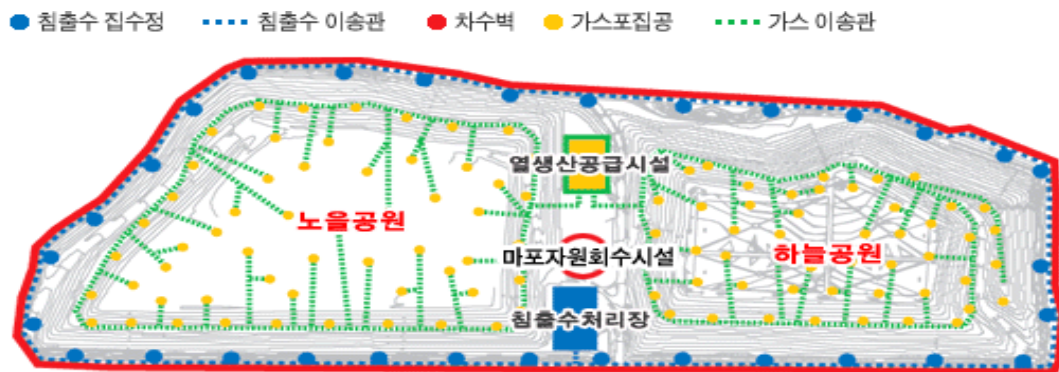 침출수 집수정 침출수 이송관 차수벽 가스포집공 가스 이송관
열생산공급시설
노을공원
마포자원회수시설
하늘공원
침출수처리장